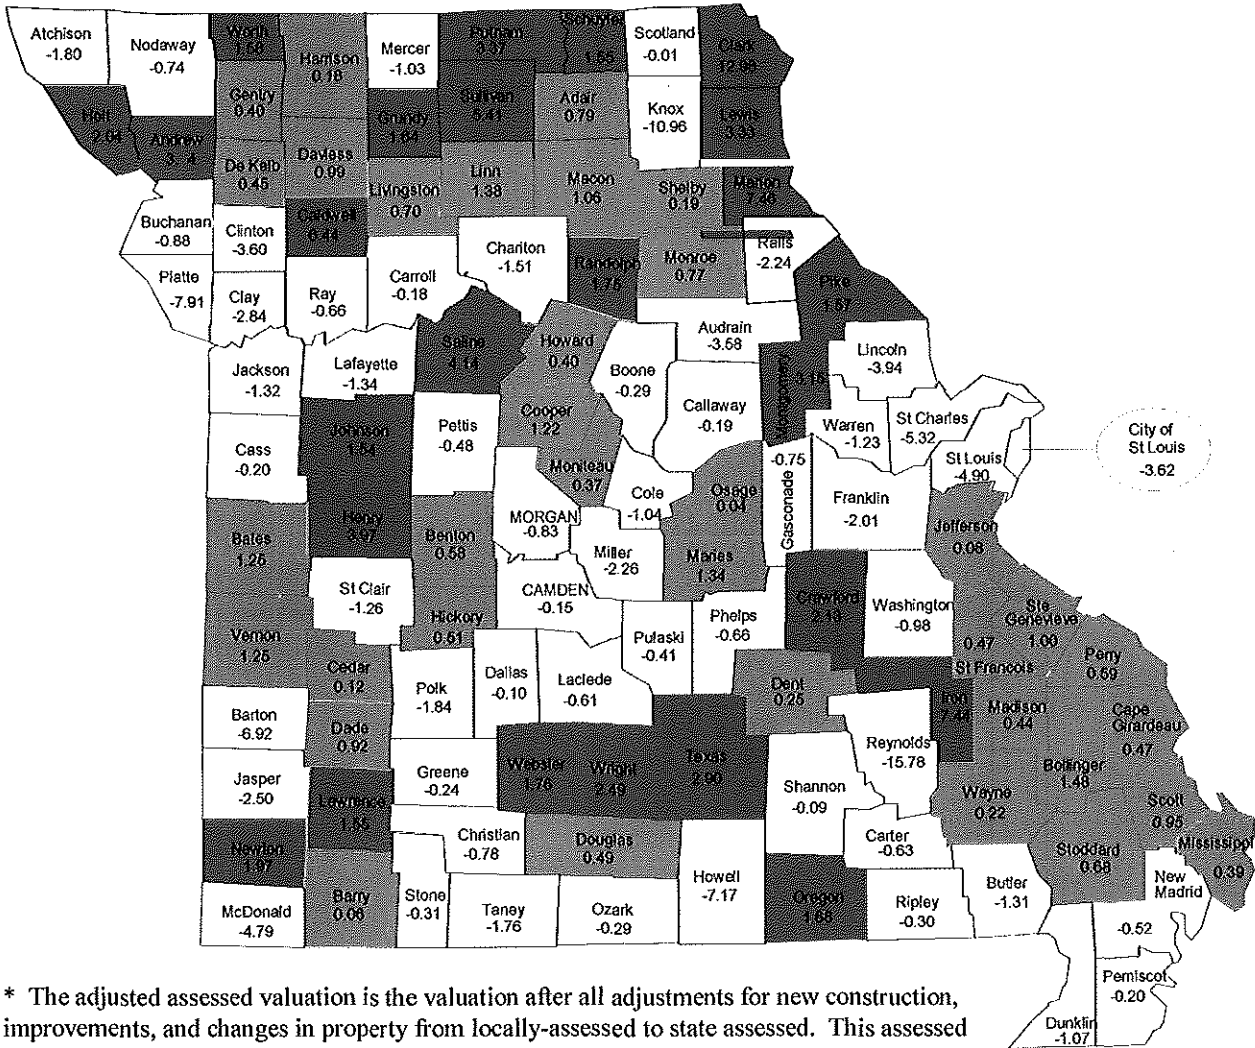 Atchison
-1.80
Nodaway
-0.74
Worth
1.58
Harrison
0.18
Mercer
-1.03
Putnam
3.37
Schuyler
1.55
Scotland
-0.01
Clark
Holt
Andrew
Gentry
0.40
Grundy
1.64
Sullivan
5.41
Adair
0.79
Knox
-10.96
Lewis
3.33
De Kalb
0.45
Daviess
0.99
Livingston
0.70
Linn
1.38
Macon
1.06
Shelby
0.19
Marion
7.46
Buchanan
-0.88
Clinton
-3.60
Caldwell
Chariton
-1.51
Randolph
1.75
Monroe
0.77
Ralls
-2.24
Platte
-7.91
Clay
-2.84
Ray
-0.66
Carroll
-0.18
Pike
1.67
Audrain
-3.58
Jackson
-1.32
Lafayette
-1.34
Saline
4.14
Howard
0.40
Boone
-0.29
Callaway
-0.19
Montgomery
3.15
Lincoln
-3.94
Cass
-0.20
Johnson
1.54
Pettis
-0.48
Cooper
1.22
Moniteau
0.37
Cole
-1.04
Osage
0.04
-0.75
Gasconade
Warren
-1.23
St Charles
-5.32
St Louis
-4.90
City of
St Louis
-3.62
Franklin
-2.01
Bates
1.25
Henry
3.97
Benton
0.58
MORGAN
-0.83
Miller
-2.26
Maries
1.34
Jefferson
0.08
St Clair
-1.26
Hickory
0.51
CAMDEN
-0.15
Pulaski
-0.41
Phelps
-0.66
Crawford
2.13
Washington
-0.98
Ste
Genevieve
1.00
0.47
St Francois
Perry
0.59
Vernon
1.25
Cedar
0.12
Polk
-1.84
Dallas
-0.10
Laclede
-0.61
Dent
0.25
Iron
7.44
Madison
0.44
Cape
Girardeau
0.47
Barton
-6.92
Dade
0.92
Greene
-0.24
Webster
1.76
Wright
2.49
Texas
2.90
Reynolds
-15.78
Bollinger
1.48
Jasper
-2.50
Lawrence
1.55
Christian
-0.78
Douglas
0.49
Shannon
-0.09
Wayne
0.22
Scott
0.95
Carter
-0.63
Newton
1.97
Stoddard
0.68
Mississippi
0.39
Barry
0.06
Stone
-0.31
Howell
-7.17
Oregon
1.68
Butler
-1.31
New
Madrid
-0.52
McDonald
-4.79
Taney
-1.76
Ozark
-0.29
Ripley
-0.30
Pemiscot
-0.20
Dunklin
-1.07
* The adjusted assessed valuation is the valuation after all adjustments for new construction,
improvements, and changes in property from locally-assessed to state assessed. This assessed